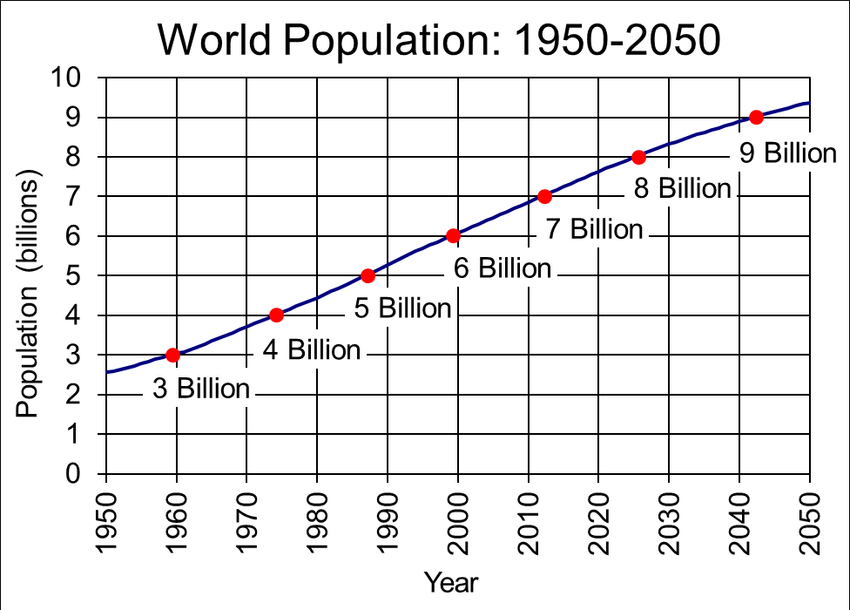 World Population: 1950-2050
Population (billions)
10
9
8
7
6
5
4
3
2
1
0
3 Billion
4 Billion
5 Billion
6 Billion
7 Billion
8 Billion
9 Billion
1950
1960
1970
1980
1990
2000
2010
2020
2030
2040
2050
Year